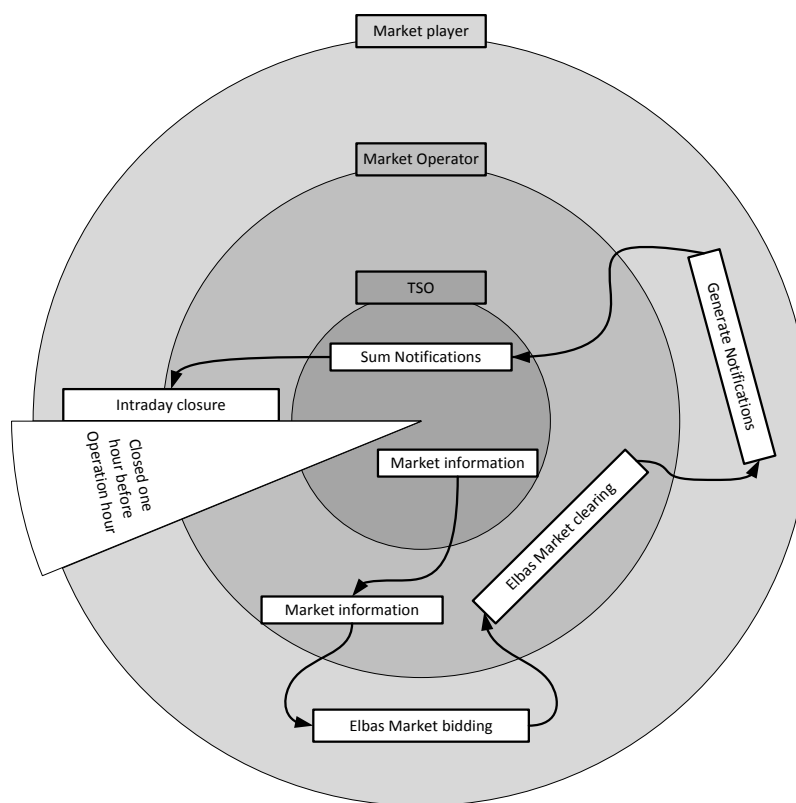 Market player
Market Operator
TSO
Generate Notifications
Sum Notifications
Intraday closure
Closed one
hour before
Operation hour
Market information
Elbas Market clearing
Market information
Elbas Market bidding